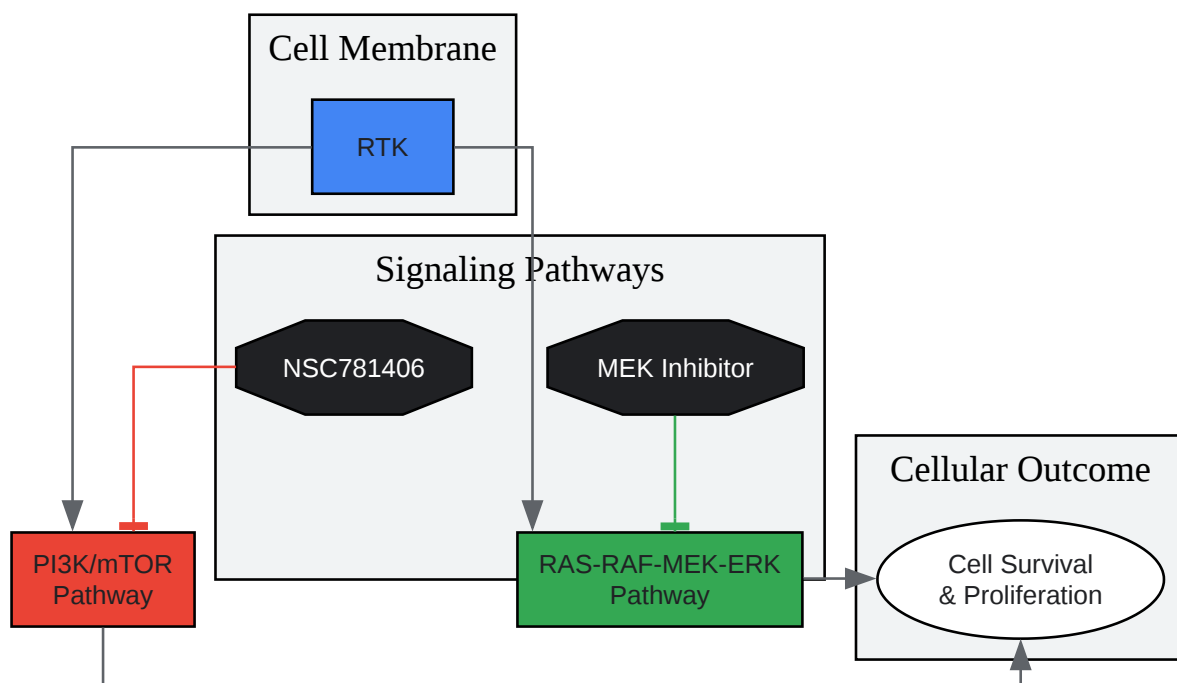 Cell Membrane
RTK
Signaling Pathways
NSC781406
MEK Inhibitor
Cellular Outcome
PI3K/mTOR
Pathway
RAS-RAF-MEK-ERK
Pathway
Cell Survival
& Proliferation